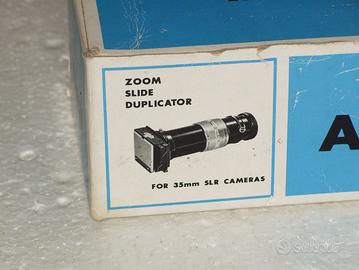 ZOOM
SLIDE
DUPLICATOR
FOR 35mm SLR CAMERAS
A